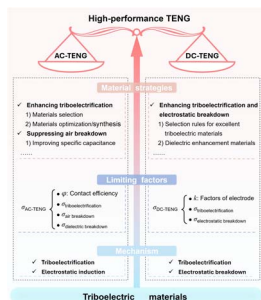 High-performance TENG
AC-TENG
DC-TENG
Material strategies
✓ Enhancing triboelectrification
1) Materials selection
2) Materials optimization/synthesis
✓ Suppressing air breakdown
1) Improving specific capacitance
......
✓ Enhancing triboelectrification and
electrostatic breakdown
1) Selection rules for excellent
triboelectric materials
2) Dielectric enhancement materials
......
Limiting factors
σAC-TENG
• φ: Contact efficiency
• σtriboelectrification
• σair breakdown
• σdielectric breakdown
σDC-TENG
• k: Factors of electrode
• σtriboelectrification
• σelectrostatic breakdown
Mechanism
✓ Triboelectrification
✓ Electrostatic induction
✓ Triboelectrification
✓ Electrostatic breakdown
Triboelectric materials